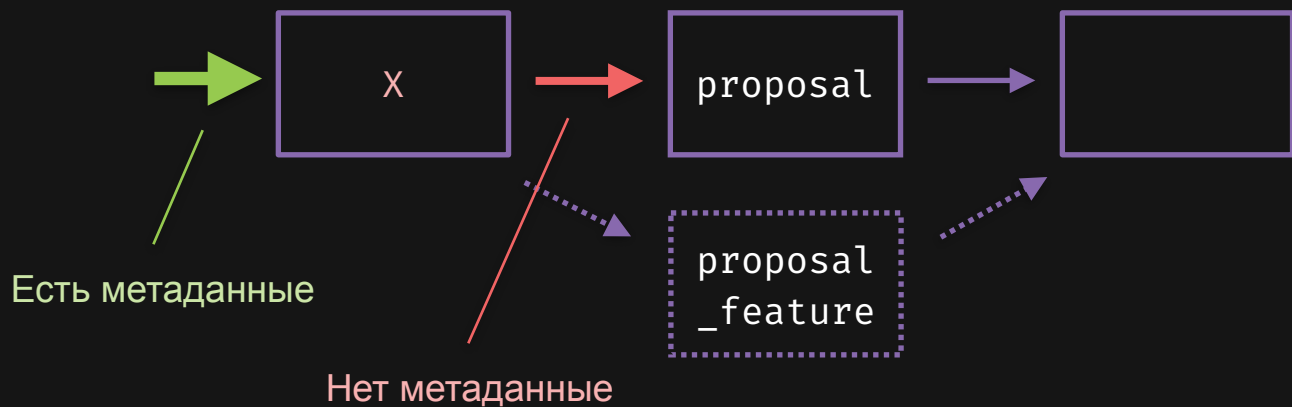 X
proposal
proposal
_feature
Есть метаданные
Нет метаданные